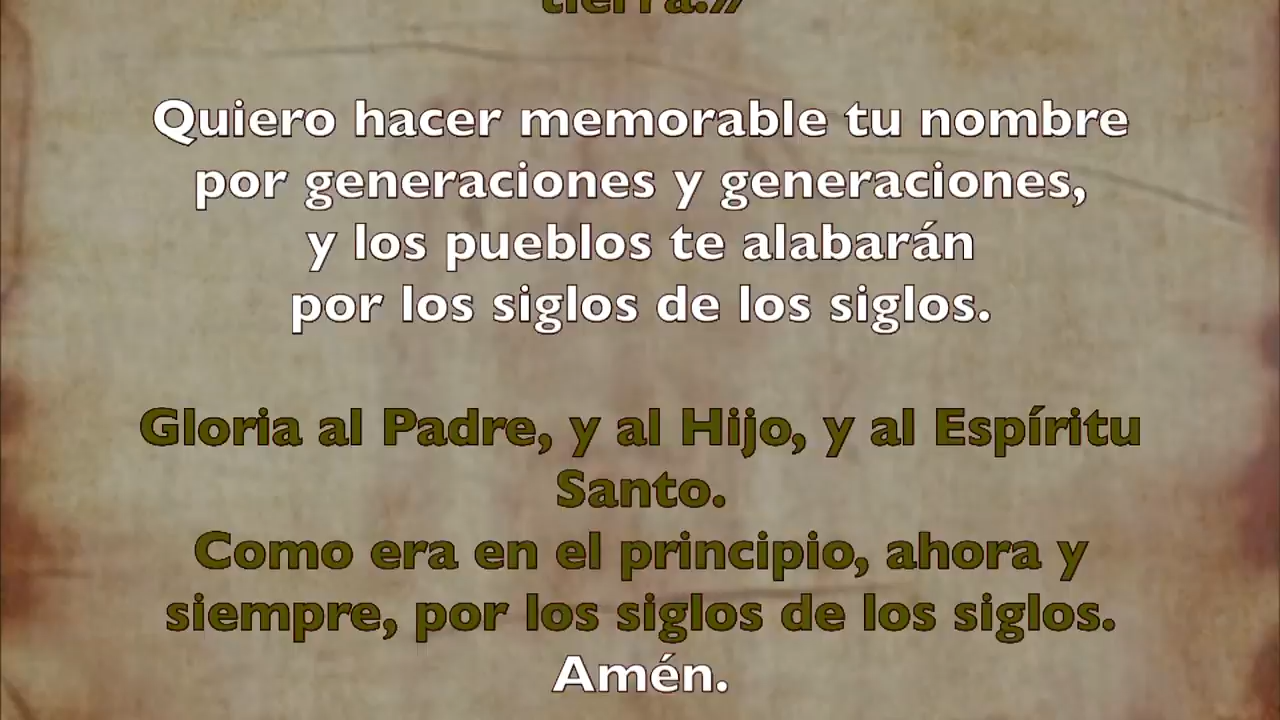 tierra.»
Quiero hacer memorable tu nombre
por generaciones y generaciones,
y los pueblos te alabarán
por los siglos de los siglos.
Gloria al Padre, y al Hijo, y al Espíritu
Santo.
Como era en el principio, ahora y
siempre, por los siglos de los siglos.
Amén.